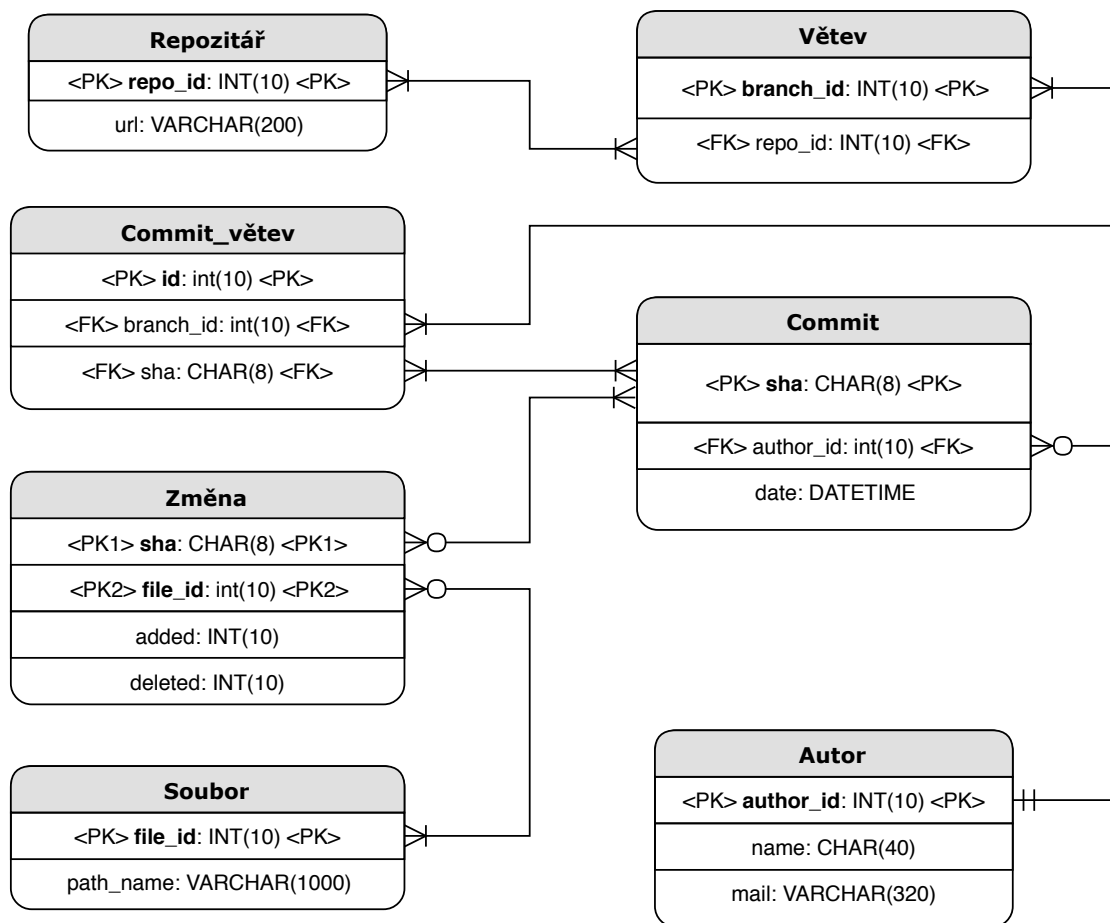 Repozitář
<PK> repo_id: INT(10) <PK>
url: VARCHAR(200)
Větev
<PK> branch_id: INT(10) <PK>
<FK> repo_id: INT(10) <FK>
Commit_větev
<PK> id: int(10) <PK>
<FK> branch_id: int(10) <FK>
<FK> sha: CHAR(8) <FK>
Commit
<PK> sha: CHAR(8) <PK>
<FK> author_id: int(10) <FK>
date: DATETIME
Změna
<PK1> sha: CHAR(8) <PK1>
<PK2> file_id: int(10) <PK2>
added: INT(10)
deleted: INT(10)
Soubor
<PK> file_id: INT(10) <PK>
path_name: VARCHAR(1000)
Autor
<PK> author_id: INT(10) <PK>
name: CHAR(40)
mail: VARCHAR(320)